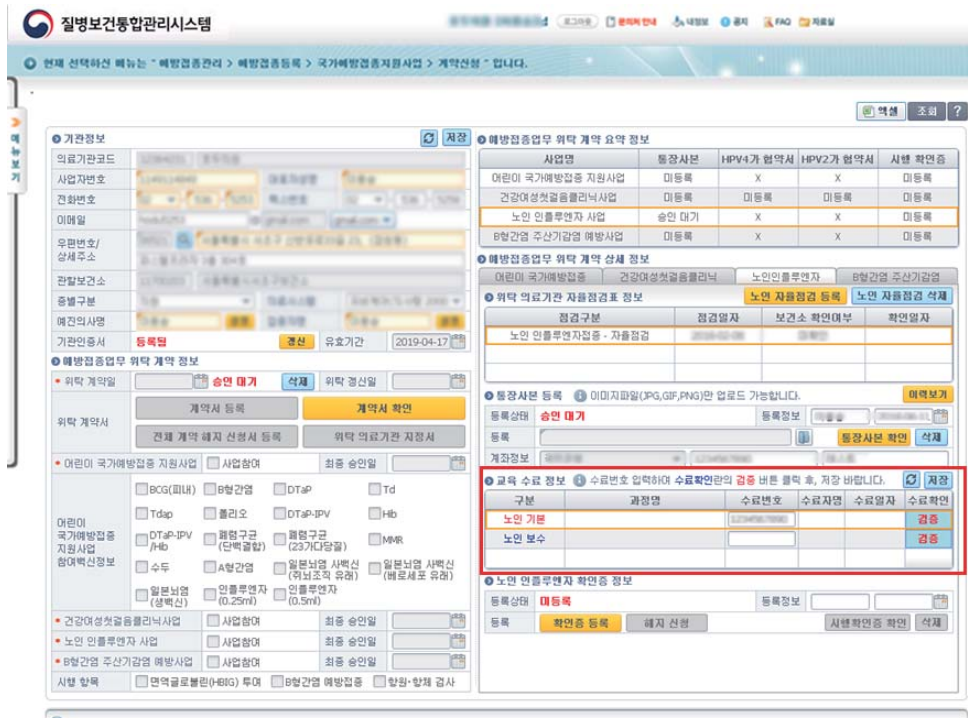 질병보건통합관리시스템
로그아웃 문의처 안내 내정보 공지 FAQ 자료실
현재 선택하신 메뉴는 " 예방접종관리 > 예방접종등록 > 국가예방접종지원사업 > 계약신청 " 입니다.
메뉴보기
엑셀 조회 ?
기관정보 저장
의료기관코드
사업자번호
전화번호
이메일
우편번호/
상세주소
관할보건소
종별구분
예진의사명
기관인증서 등록됨 갱신 유효기간 2019-04-17
예방접종업무 위탁 계약 정보
• 위탁 계약일 승인 대기 삭제 위탁 갱신일
위탁 계약서 계약서 등록 계약서 확인
전체 계약 해지 신청서 등록 위탁 의료기관 지정서
• 어린이 국가예방접종 지원사업 사업참여 최종 승인일
어린이
국가예방접종
지원사업
참여백신정보
BCG(피내) B형간염 DTaP Td
Tdap 폴리오 DTaP-IPV Hib
DTaP-IPV/Hib 폐렴구균(단백결합) 폐렴구균(23가다당질) MMR
수두 A형간염 일본뇌염 사백신(쥐뇌조직 유래) 일본뇌염 사백신(베로세포 유래)
일본뇌염(생백신) 인플루엔자(0.25ml) 인플루엔자(0.5ml)
• 건강여성첫걸음클리닉사업 사업참여 최종 승인일
• 노인 인플루엔자 사업 사업참여 최종 승인일
• B형간염 주산기감염 예방사업 사업참여 최종 승인일
시행 항목 면역글로불린(HBIG) 투여 B형간염 예방접종 항원·항체 검사
예방접종업무 위탁 계약 요약 정보
사업명 통장사본 HPV4가 협약서 HPV2가 협약서 시행 확인증
어린이 국가예방접종 지원사업 미등록 X X 미등록
건강여성첫걸음클리닉사업 미등록 미등록 미등록 미등록
노인 인플루엔자 사업 승인 대기 X X 미등록
B형간염 주산기감염 예방사업 미등록 X X 미등록
예방접종업무 위탁 계약 상세 정보
어린이 국가예방접종 건강여성첫걸음클리닉 노인인플루엔자 B형간염 주산기감염
위탁 의료기관 자율점검표 정보 노인 자율점검 등록 노인 자율점검 삭제
점검구분 점검일자 보건소 확인여부 확인일자
노인 인플루엔자접종 - 자율점검
통장사본 등록 이미지파일(JPG,GIF,PNG)만 업로드 가능합니다. 이력보기
등록상태 승인 대기 등록정보
등록 통장사본 확인 삭제
계좌정보
교육 수료 정보 수료번호 입력하여 수료확인란의 검증 버튼 클릭 후, 저장 바랍니다. 저장
구분 과정명 수료번호 수료자명 수료일자 수료확인
노인 기본 1234567890 검증
노인 보수 검증
노인 인플루엔자 확인증 정보
등록상태 미등록 등록정보
등록 확인증 등록 해지 신청 시행확인증 확인 삭제